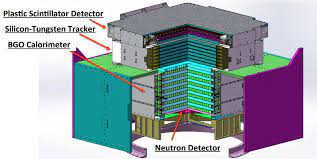 Plastic Scintillator Detector
Silicon-Tungsten Tracker
BGO Calorimeter
Neutron Detector